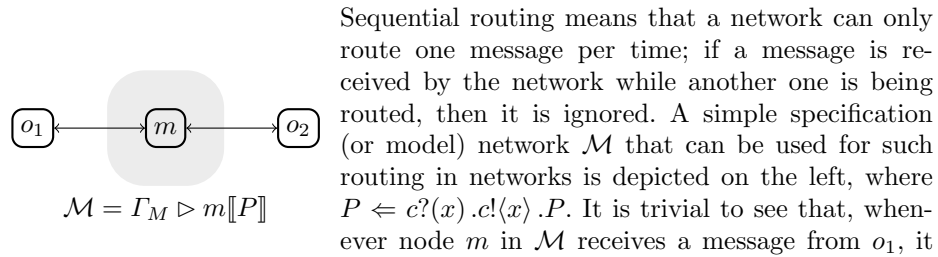 o₁ m o₂
ℳ = Γ_M ▷ m⟦P⟧
Sequential routing means that a network can only
route one message per time; if a message is re-
ceived by the network while another one is being
routed, then it is ignored. A simple specification
(or model) network ℳ that can be used for such
routing in networks is depicted on the left, where
P ⇐ c?(x) .c!⟨x⟩ .P. It is trivial to see that, when-
ever node m in ℳ receives a message from o₁, it